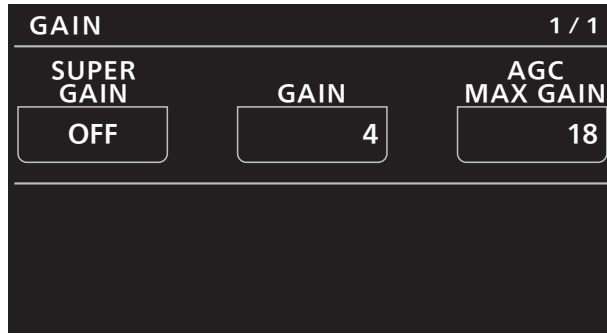 GAIN 1 / 1
SUPER
GAIN
GAIN
AGC
MAX GAIN
OFF
4
18